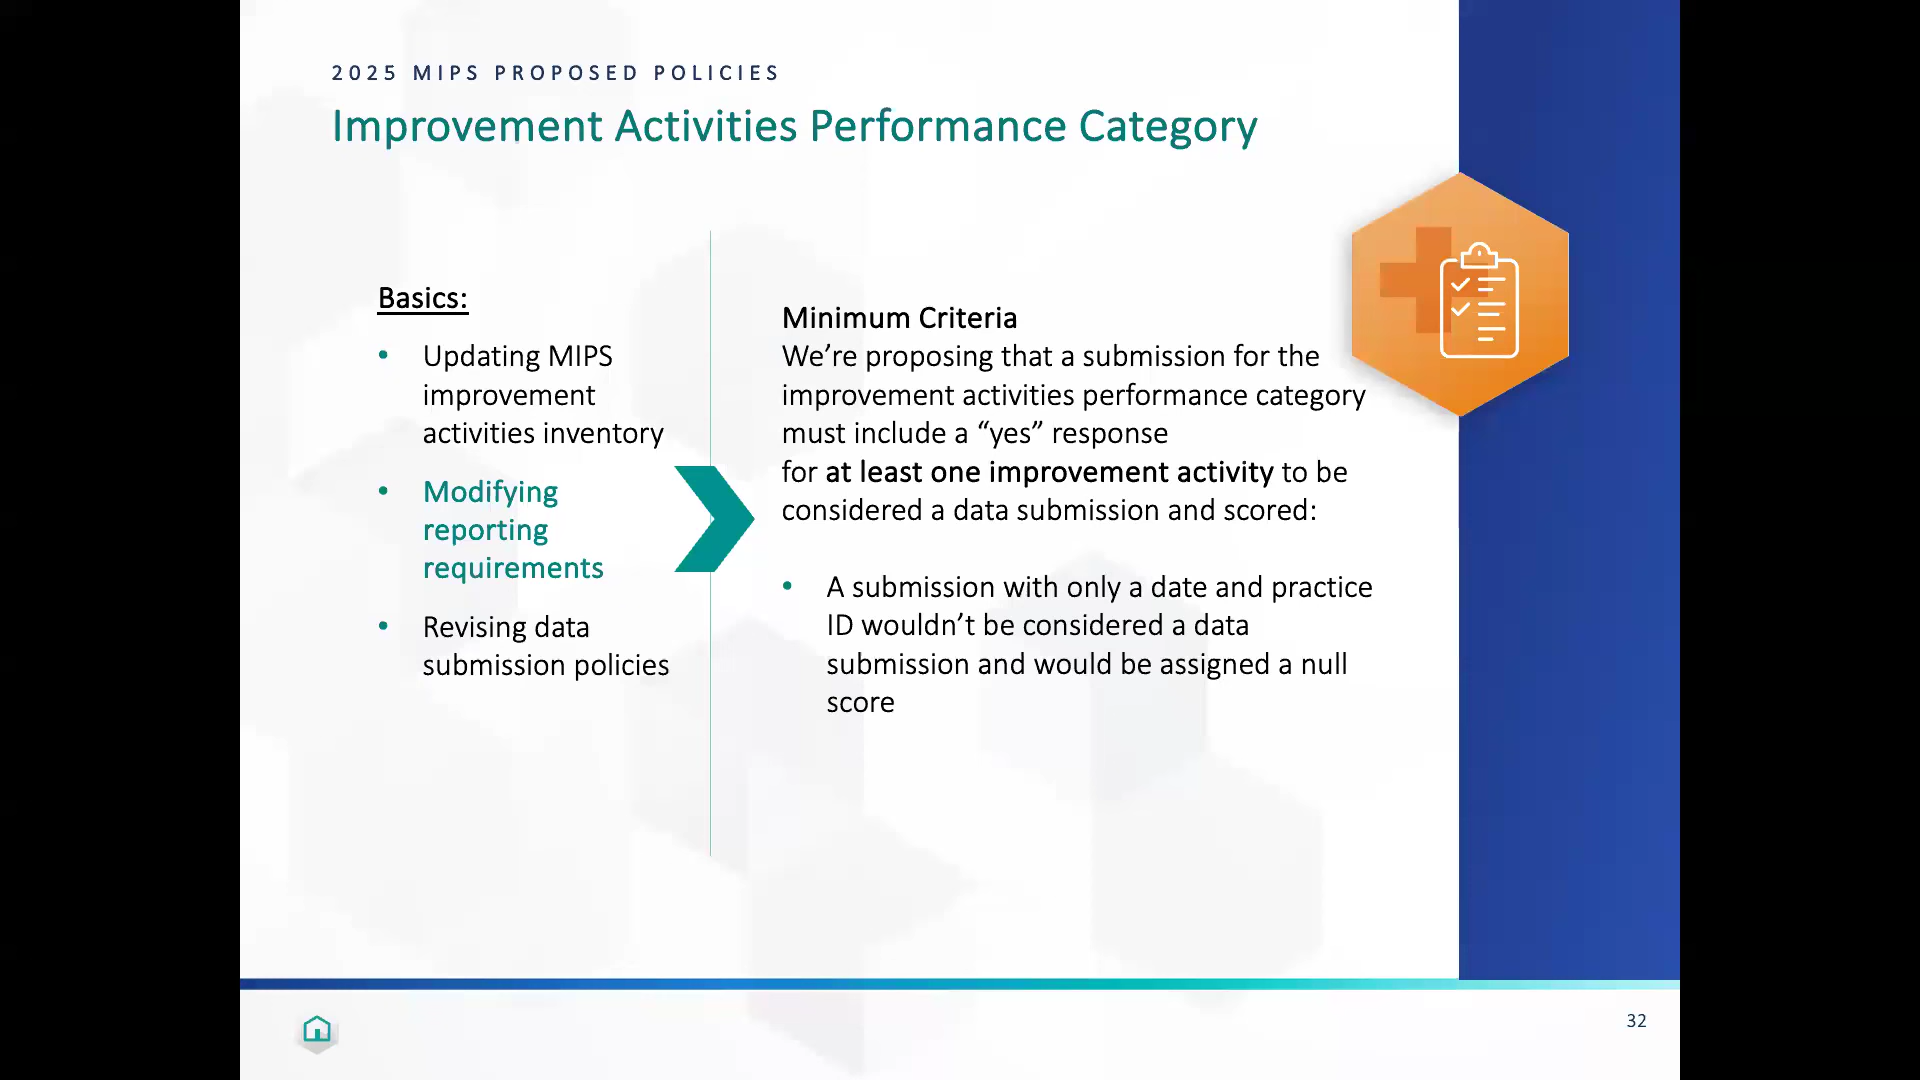 2025 MIPS PROPOSED POLICIES
Improvement Activities Performance Category
Basics:
• Updating MIPS
improvement
activities inventory
• Modifying
reporting
requirements
• Revising data
submission policies
Minimum Criteria
We’re proposing that a submission for the
improvement activities performance category
must include a “yes” response
for at least one improvement activity to be
considered a data submission and scored:
• A submission with only a date and practice
ID wouldn’t be considered a data
submission and would be assigned a null
score
32